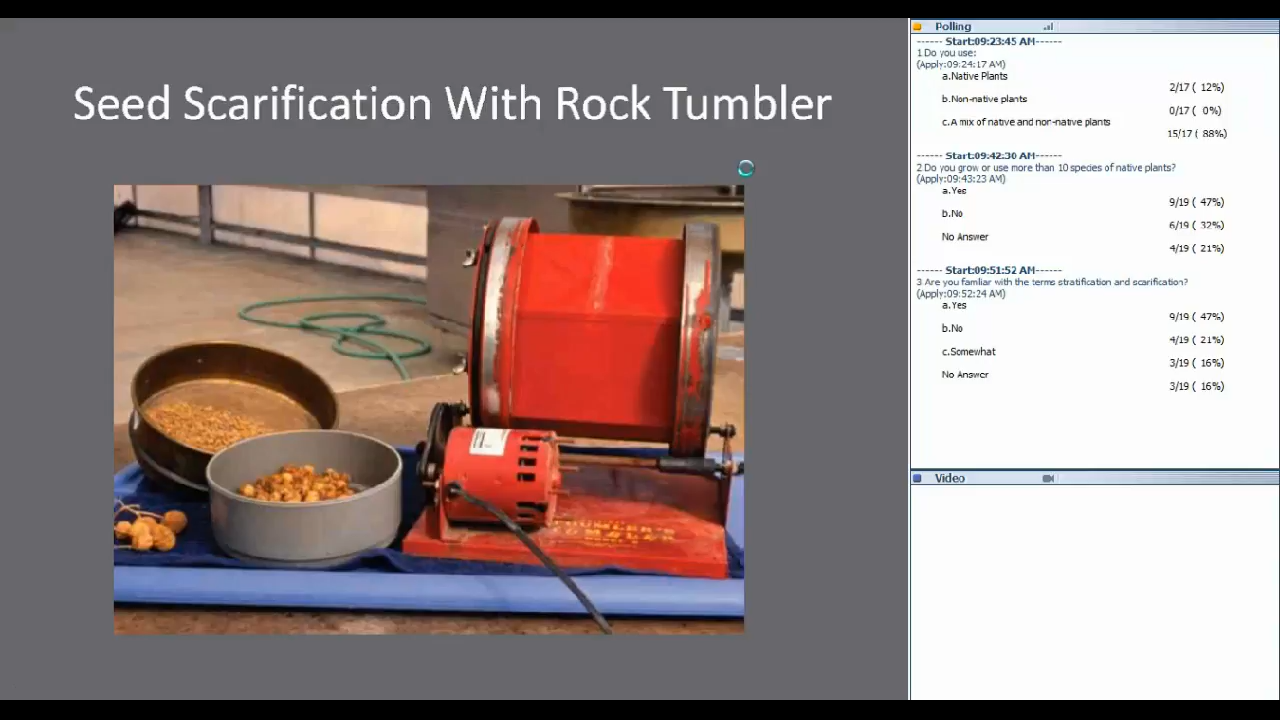 Seed Scarification With Rock Tumbler
Polling
------ Start:09:23:45 AM------
1.Do you use:
(Apply:09:24:17 AM)
a.Native Plants
2/17 ( 12%)
b.Non-native plants
0/17 ( 0%)
c.A mix of native and non-native plants
15/17 ( 88%)
------ Start:09:42:30 AM------
2.Do you grow or use more than 10 species of native plants?
(Apply:09:43:23 AM)
a.Yes
9/19 ( 47%)
b.No
6/19 ( 32%)
No Answer
4/19 ( 21%)
------ Start:09:51:52 AM------
3.Are you familiar with the terms stratification and scarification?
(Apply:09:52:24 AM)
a.Yes
9/19 ( 47%)
b.No
4/19 ( 21%)
c.Somewhat
3/19 ( 16%)
No Answer
3/19 ( 16%)
Video